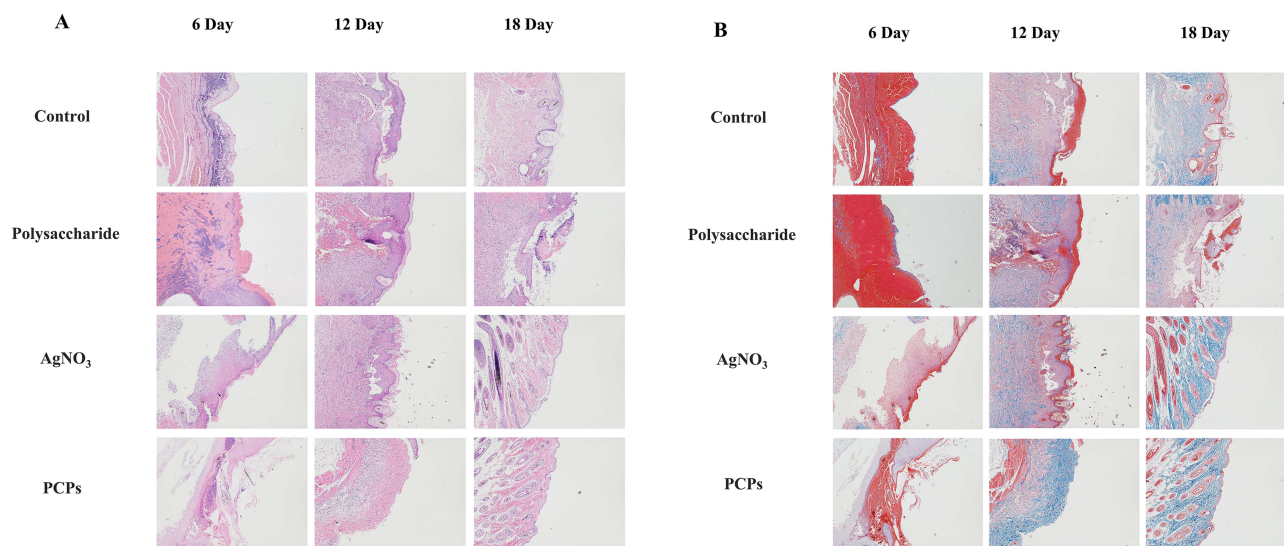 A
6 Day 12 Day 18 Day
Control
Polysaccharide
AgNO₃
PCPs
B
6 Day 12 Day 18 Day
Control
Polysaccharide
AgNO₃
PCPs